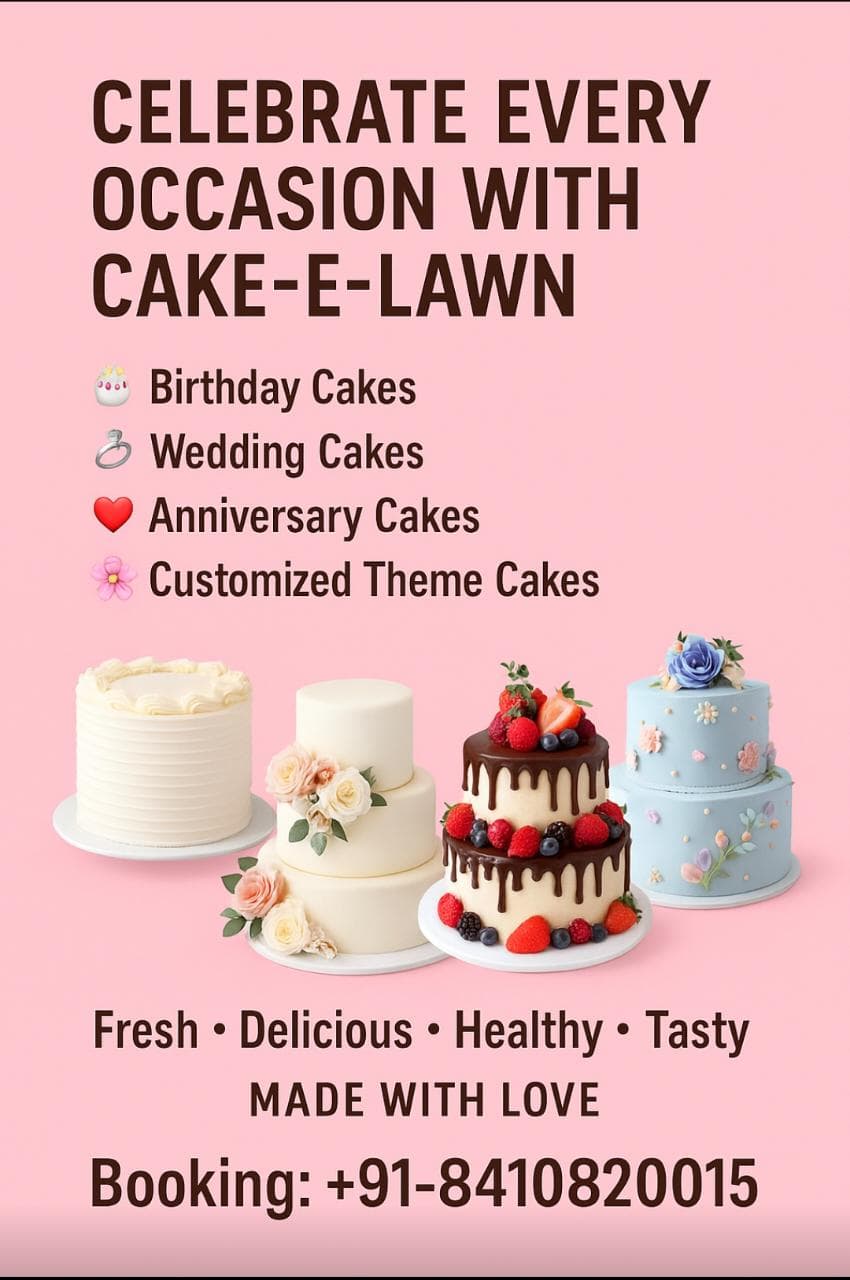 CELEBRATE EVERY
OCCASION WITH
CAKE-E-LAWN
Birthday Cakes
Wedding Cakes
Anniversary Cakes
Customized Theme Cakes
Fresh • Delicious • Healthy • Tasty
MADE WITH LOVE
Booking: +91-8410820015